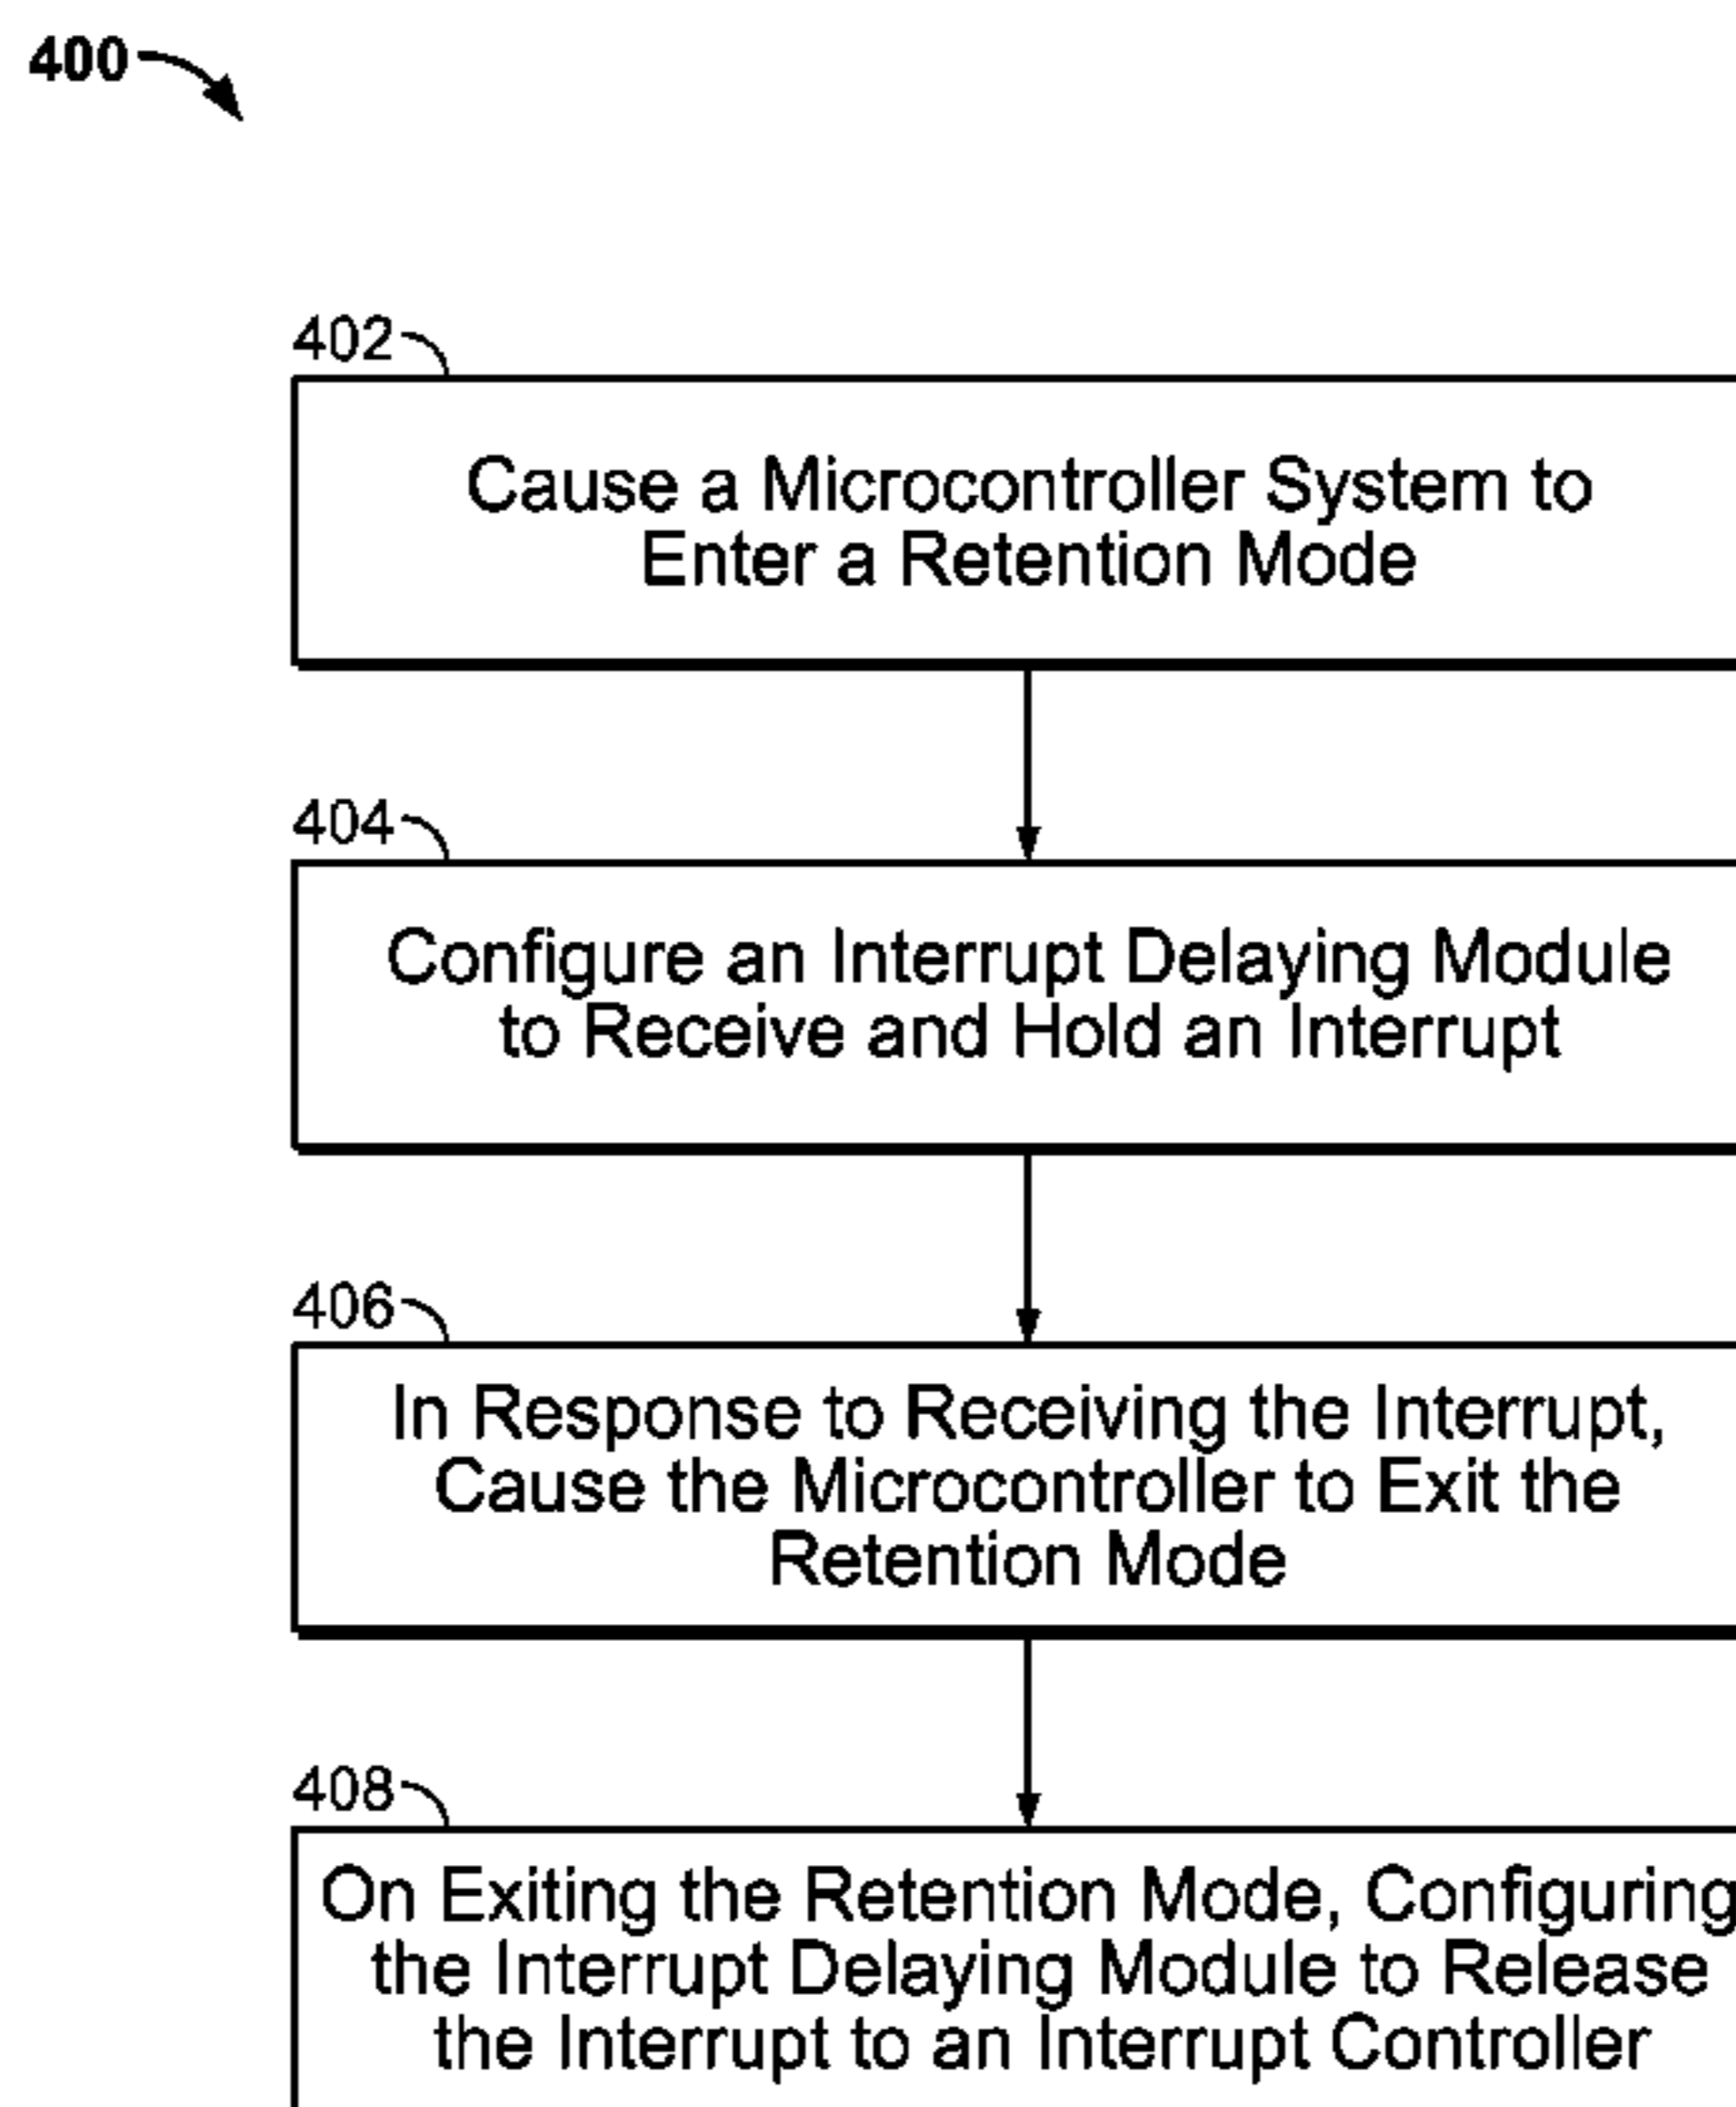 400
402
Cause a Microcontroller System to
Enter a Retention Mode
404
Configure an Interrupt Delaying Module
to Receive and Hold an Interrupt
406
In Response to Receiving the Interrupt,
Cause the Microcontroller to Exit the
Retention Mode
408
On Exiting the Retention Mode, Configuring
the Interrupt Delaying Module to Release
the Interrupt to an Interrupt Controller